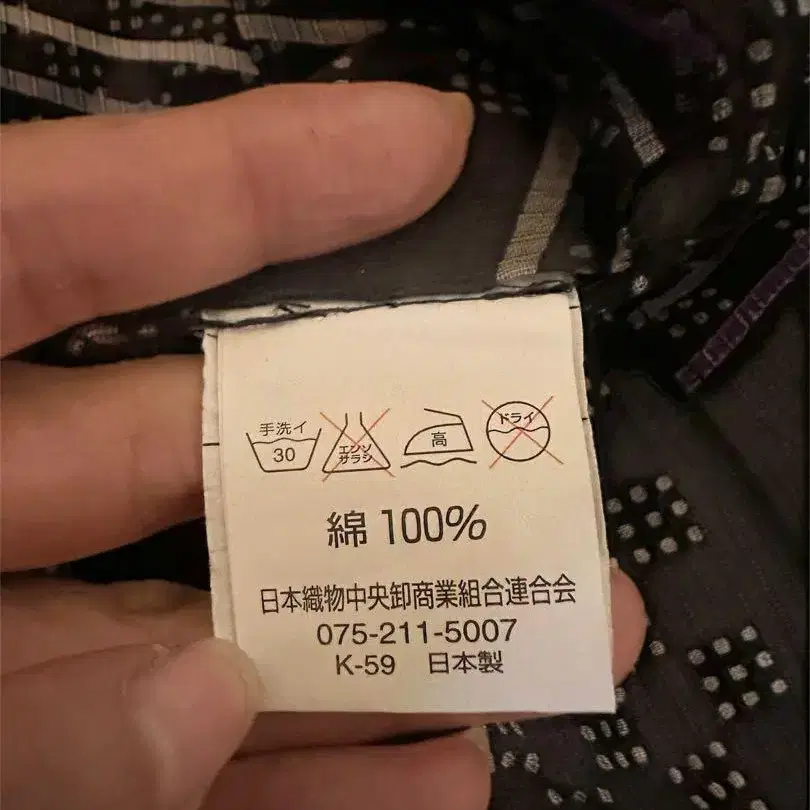 手洗イ
30
エンソ
サラシ
高
ドライ
綿 100%
日本織物中央卸商業組合連合会
075-211-5007
K-59 日本製